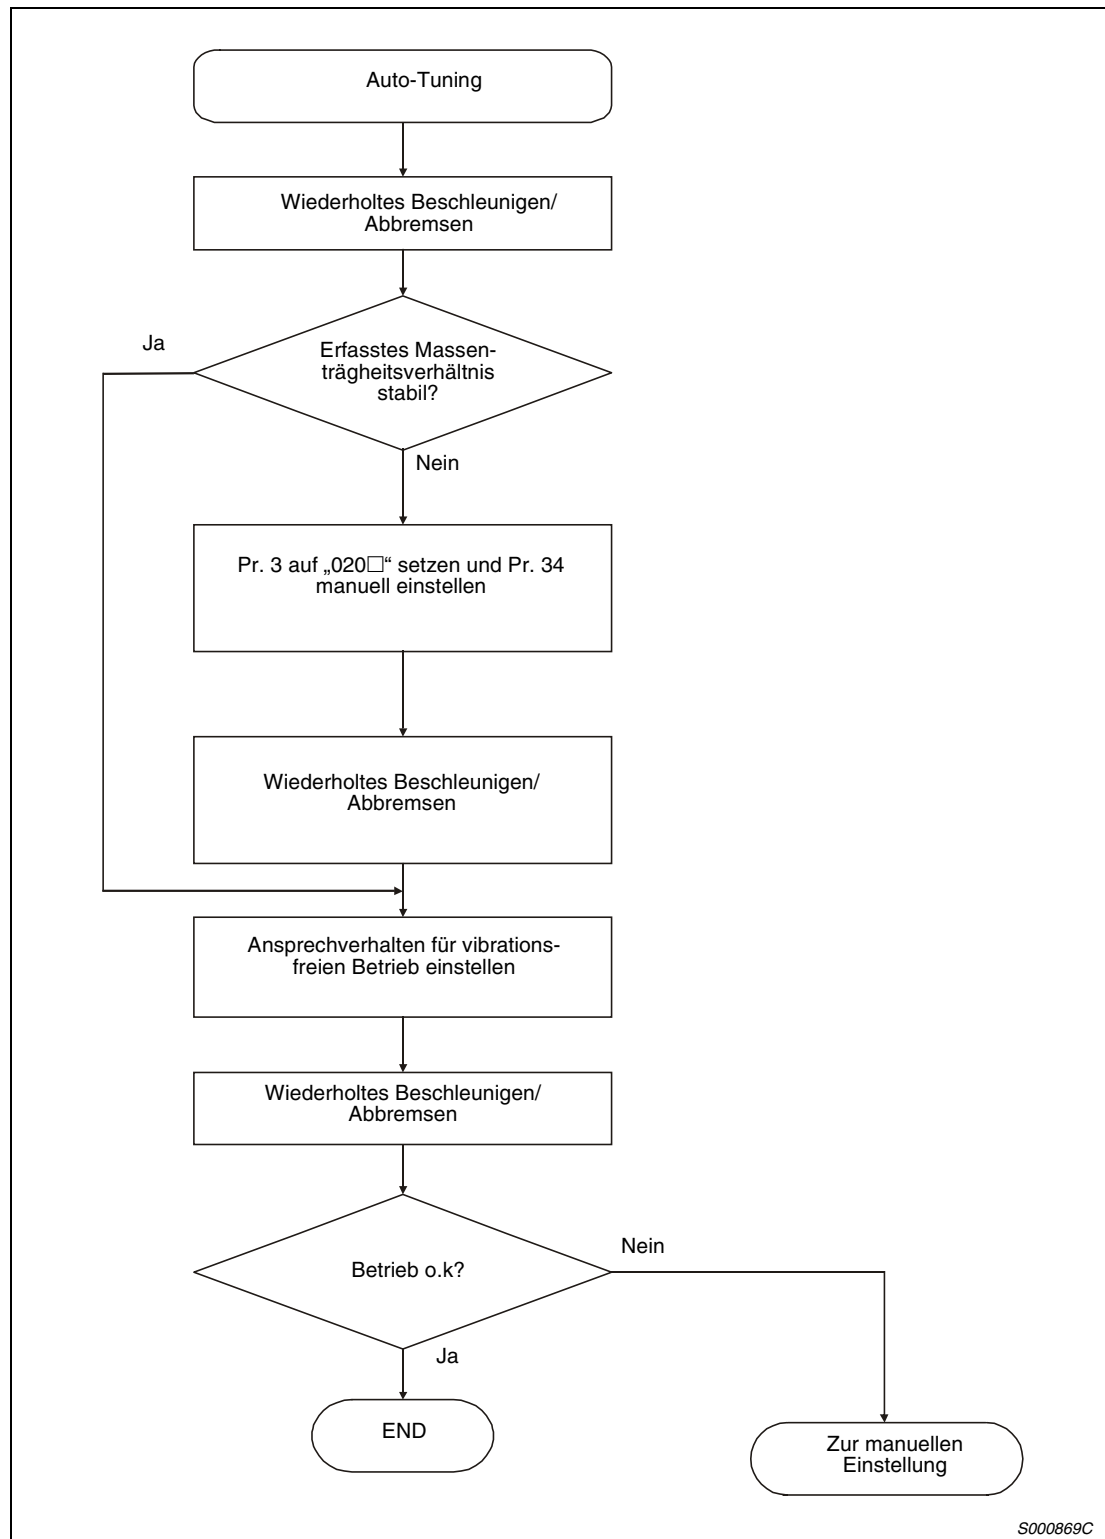 Auto-Tuning
Wiederholtes Beschleunigen/
Abbremsen
Ja
Erfasstes Massen-
trägheitsverhältnis
stabil?
Nein
Pr. 3 auf „020□“ setzen und Pr. 34
manuell einstellen
Wiederholtes Beschleunigen/
Abbremsen
Ansprechverhalten für vibrations-
freien Betrieb einstellen
Wiederholtes Beschleunigen/
Abbremsen
Nein
Betrieb o.k?
Ja
END
Zur manuellen
Einstellung
S000869C